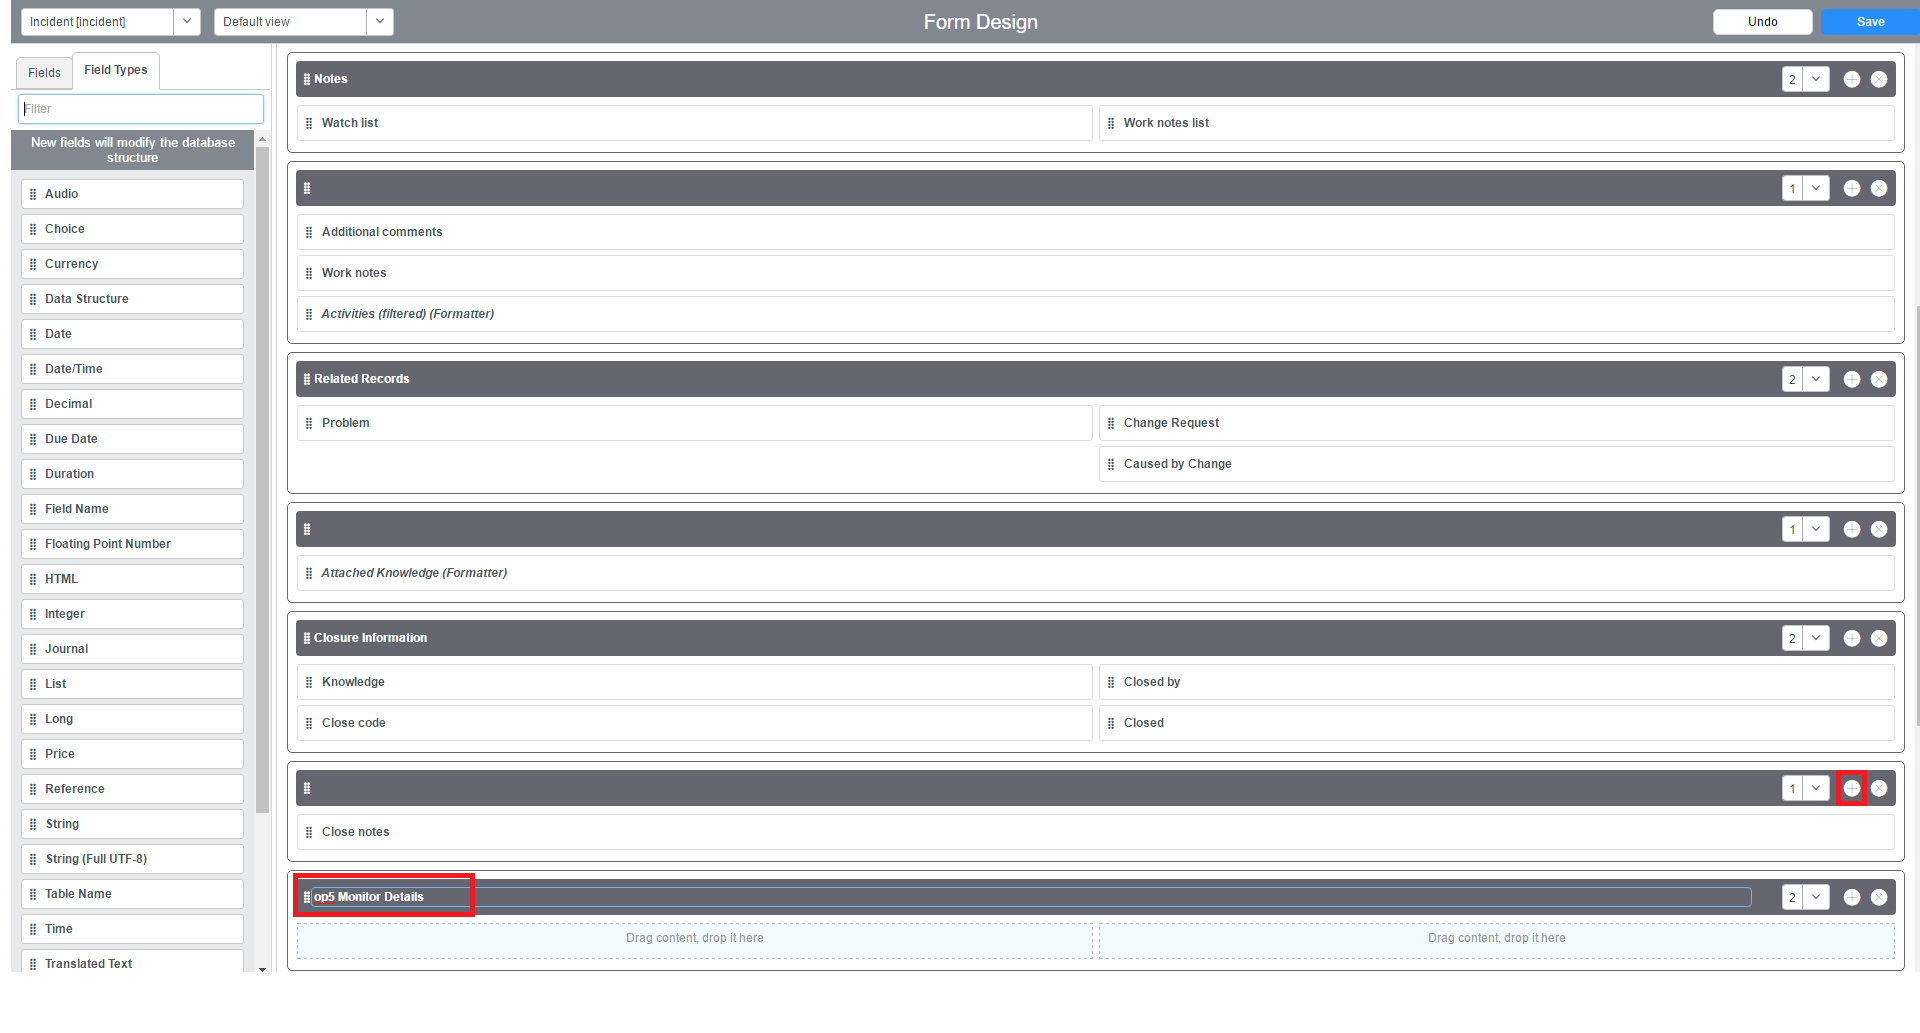 Incident [incident]
Default view
Form Design
Undo
Save
Fields
Field Types
Filter
New fields will modify the database
structure
Audio
Choice
Currency
Data Structure
Date
Date/Time
Decimal
Due Date
Duration
Field Name
Floating Point Number
HTML
Integer
Journal
List
Long
Price
Reference
String
String (Full UTF-8)
Table Name
Time
Translated Text
Notes
2
Watch list
Work notes list
1
Additional comments
Work notes
Activities (filtered) (Formatter)
Related Records
2
Problem
Change Request
Caused by Change
1
Attached Knowledge (Formatter)
Closure Information
2
Knowledge
Closed by
Close code
Closed
1
Close notes
op5 Monitor Details
2
Drag content, drop it here
Drag content, drop it here